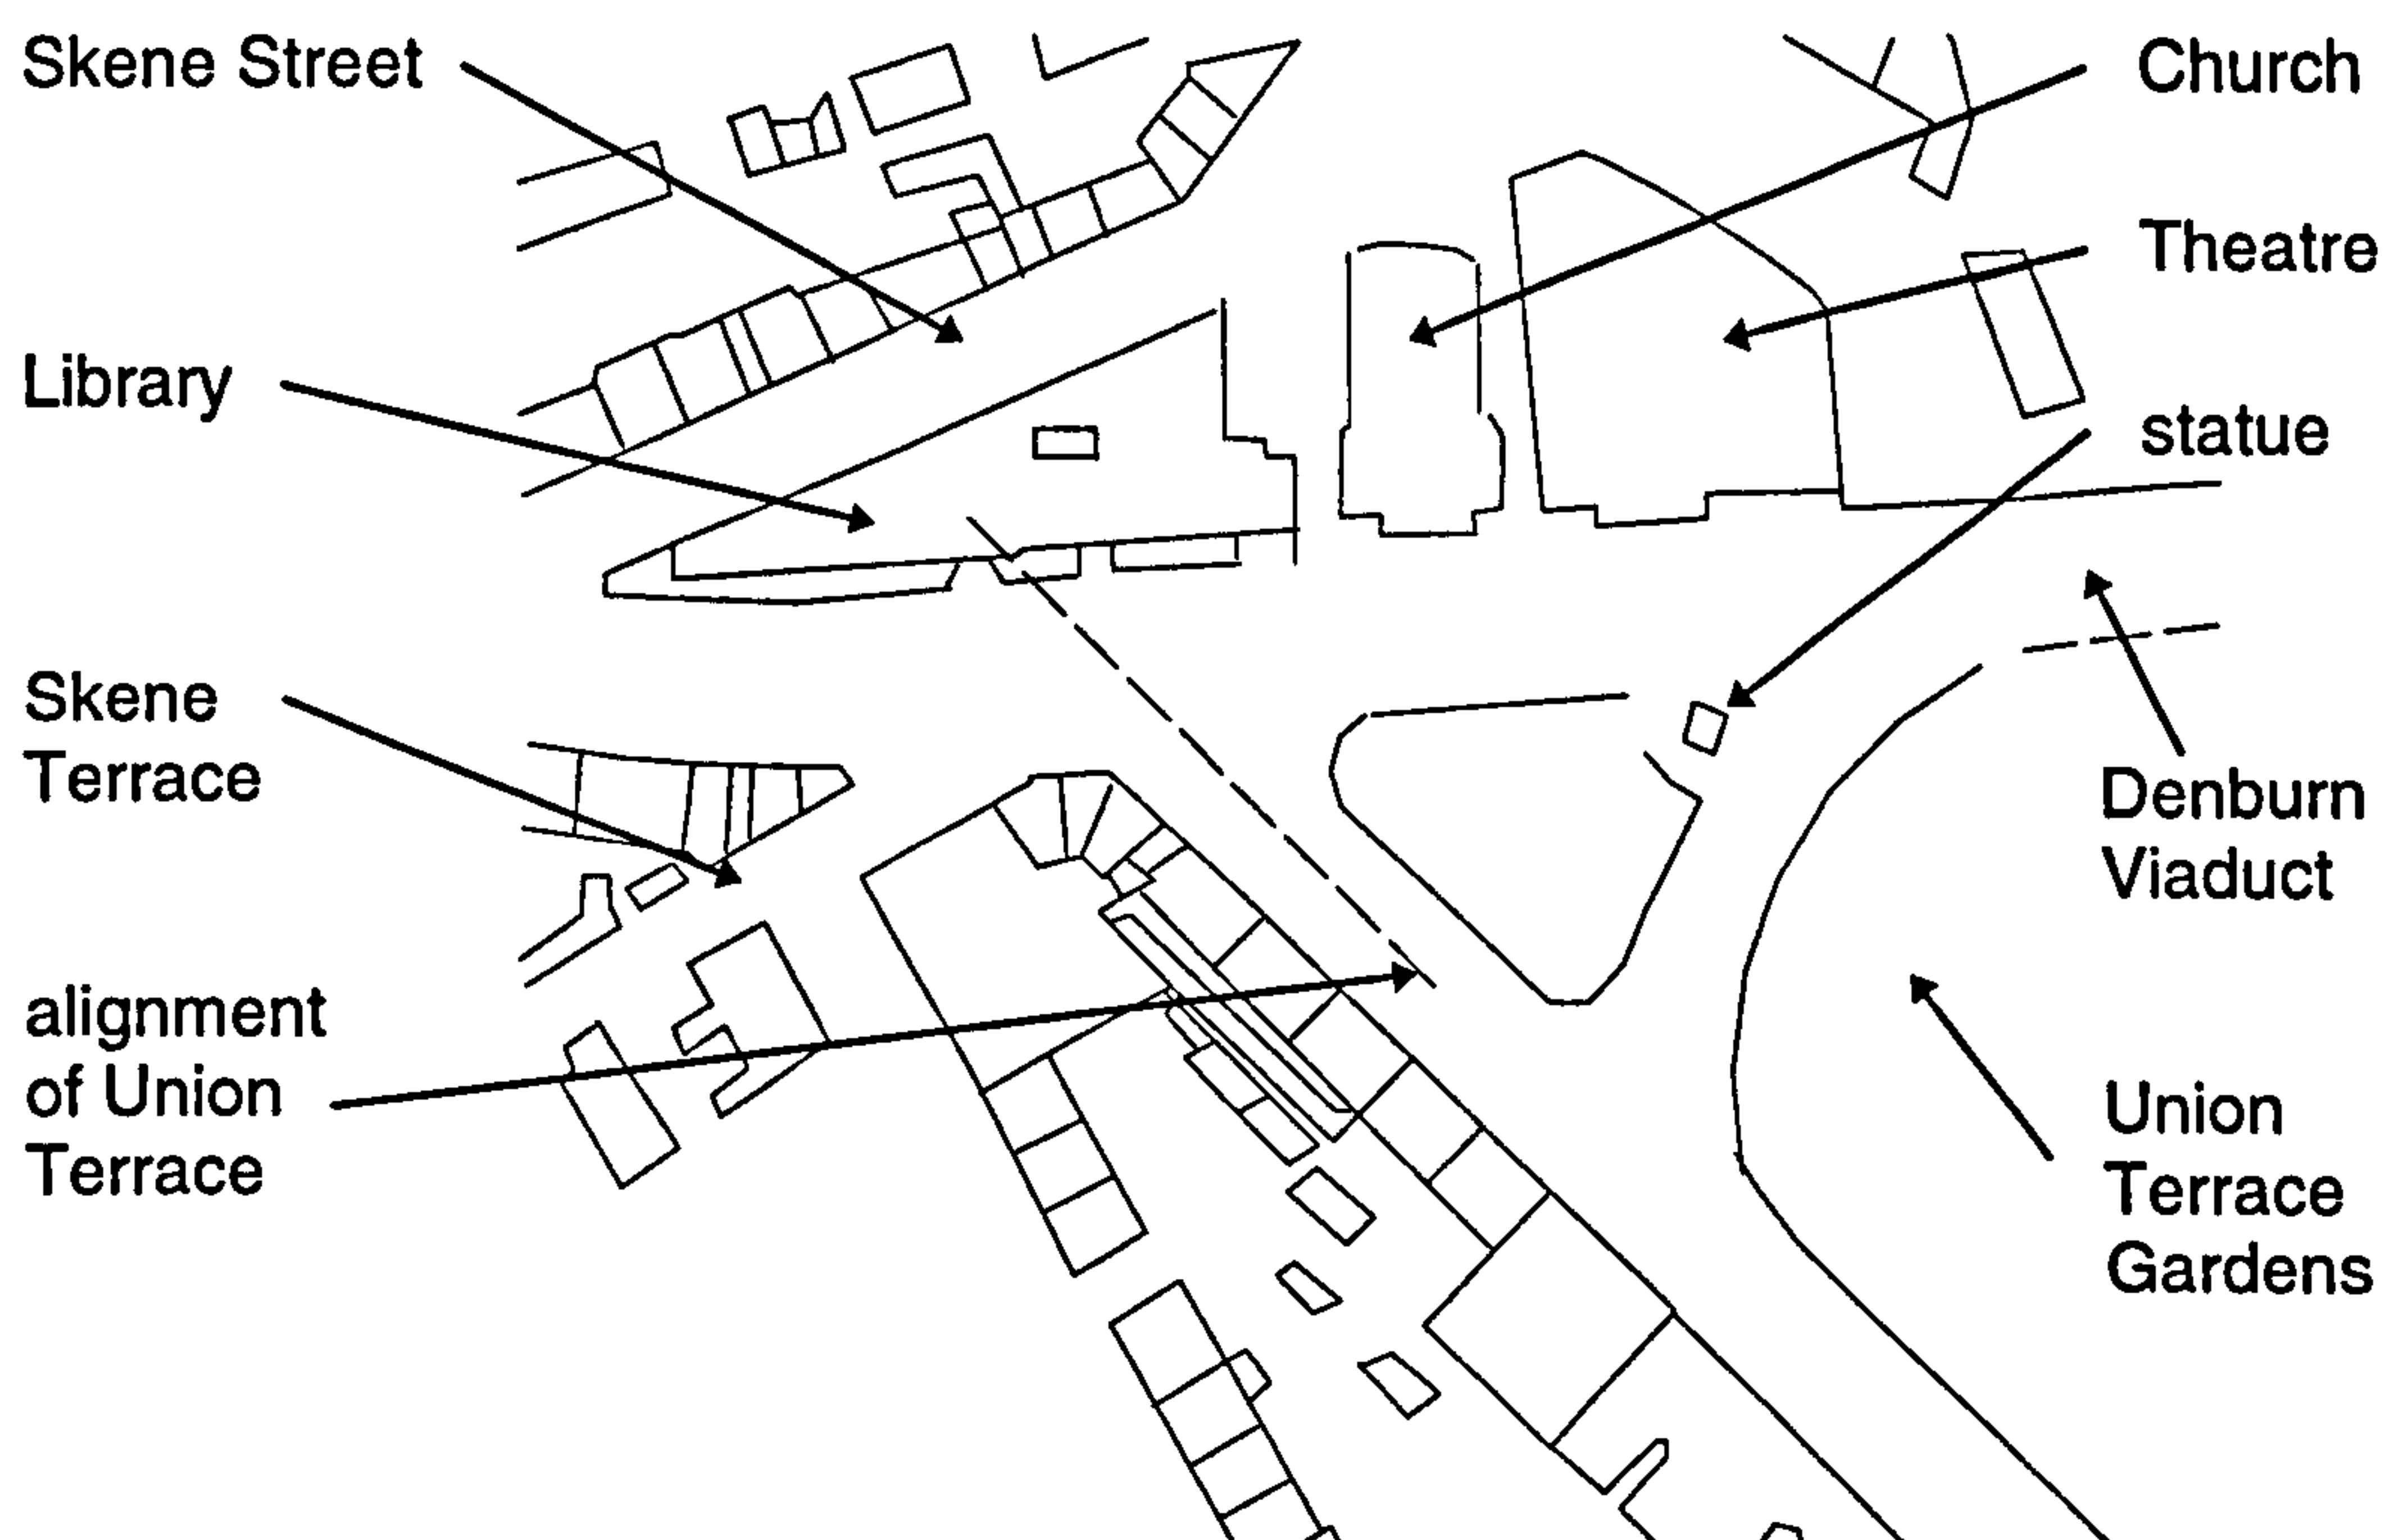 Skene Street
Library
Skene
Terrace
alignment
of Union
Terrace
Church
Theatre
statue
Denburn
Viaduct
Union
Terrace
Gardens